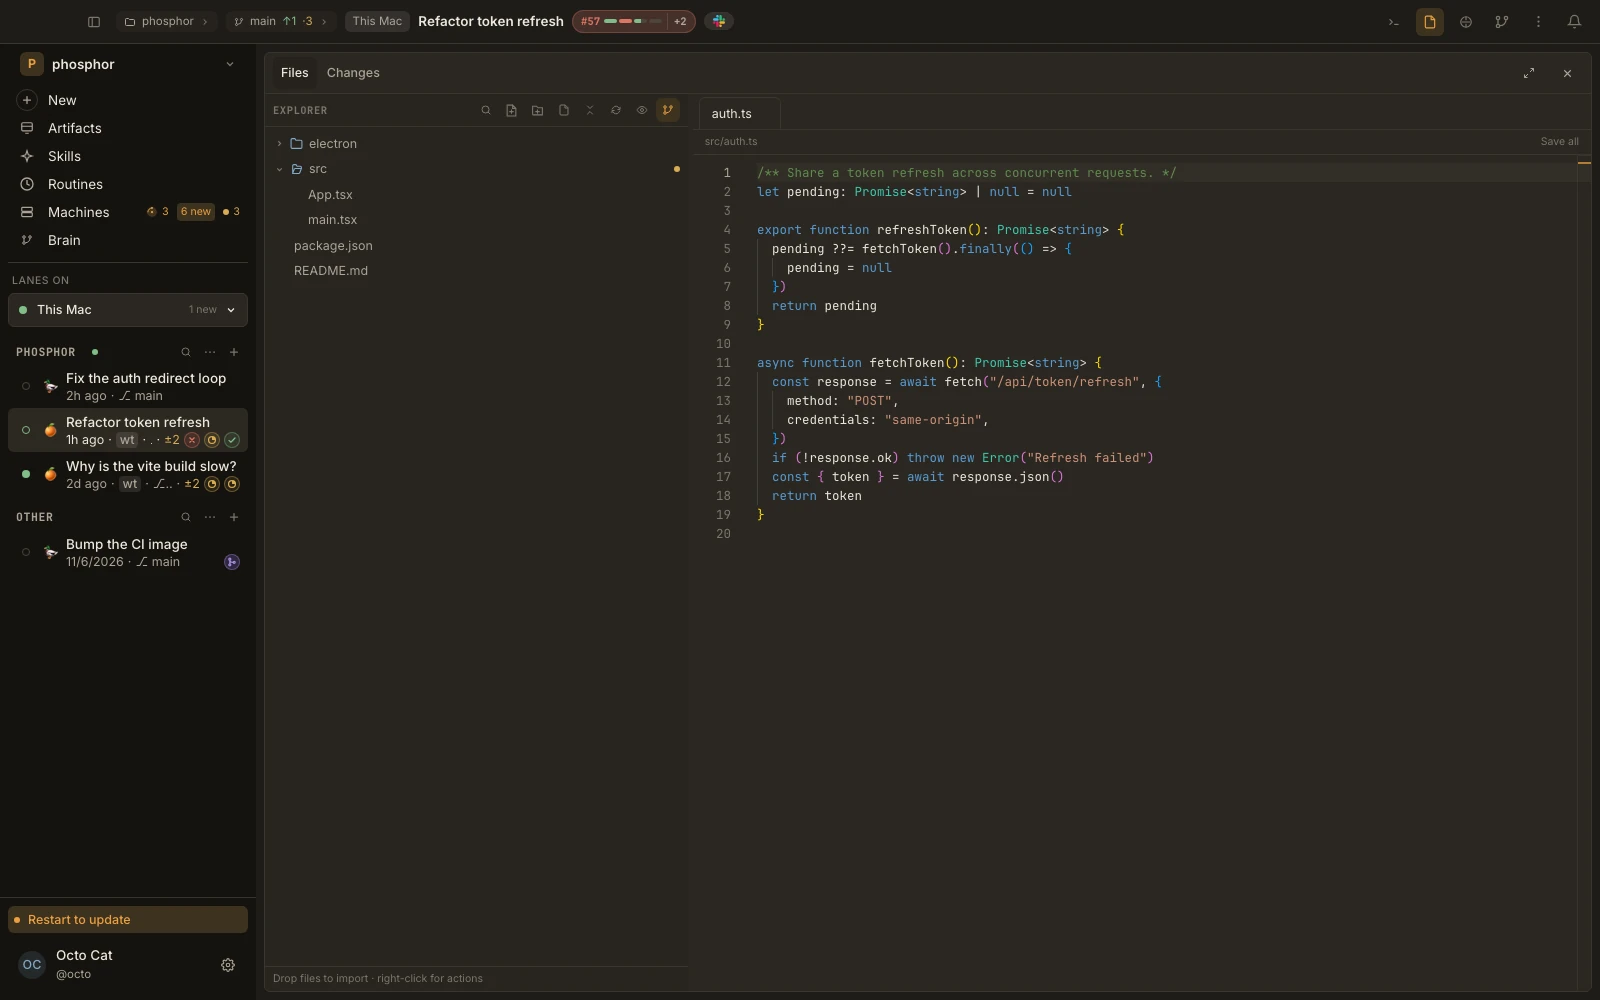 phosphor
main ↑1 ·3
This Mac
Refactor token refresh
#57
+2
P phosphor
New
Artifacts
Skills
Routines
Machines 3 6 new 3
Brain
LANES ON
This Mac 1 new
PHOSPHOR
Fix the auth redirect loop
2h ago · main
Refactor token refresh
1h ago · wt · . · ±2
Why is the vite build slow?
2d ago · wt · .. · ±2
OTHER
Bump the CI image
11/6/2026 · main
Restart to update
OC Octo Cat
@octo
Files Changes
EXPLORER
electron
src
App.tsx
main.tsx
package.json
README.md
Drop files to import · right-click for actions
auth.ts
src/auth.ts Save all
1 /** Share a token refresh across concurrent requests. */
2 let pending: Promise<string> | null = null
3
4 export function refreshToken(): Promise<string> {
5 pending ??= fetchToken().finally(() => {
6 pending = null
7 })
8 return pending
9 }
10
11 async function fetchToken(): Promise<string> {
12 const response = await fetch("/api/token/refresh", {
13 method: "POST",
14 credentials: "same-origin",
15 })
16 if (!response.ok) throw new Error("Refresh failed")
17 const { token } = await response.json()
18 return token
19 }
20